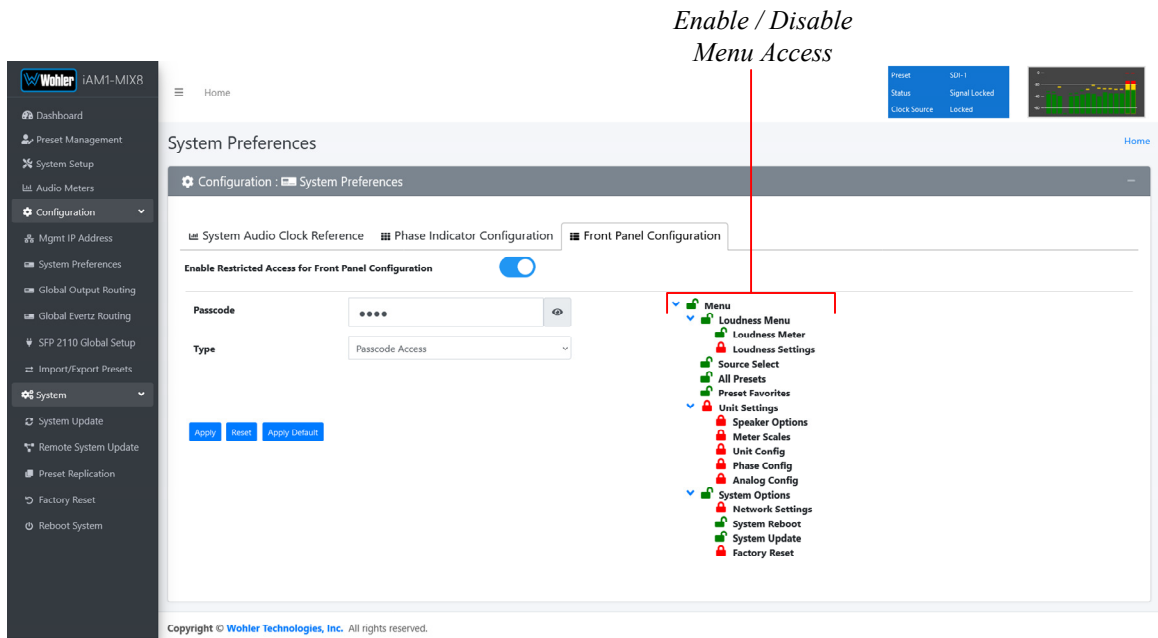 Enable / Disable
Menu Access
Wohler iAM1-MIX8
Dashboard
Preset Management
System Setup
Audio Meters
Configuration
Mgmt IP Address
System Preferences
Global Output Routing
Global Evertz Routing
SFP 2110 Global Setup
Import/Export Presets
System
System Update
Remote System Update
Preset Replication
Factory Reset
Reboot System
Home
Preset SDI-1
Status Signal Locked
Clock Source Locked
System Preferences
Home
Configuration : System Preferences
System Audio Clock Reference
Phase Indicator Configuration
Front Panel Configuration
Enable Restricted Access for Front Panel Configuration
Passcode
Type
Passcode Access
Apply
Reset
Apply Default
Menu
Loudness Menu
Loudness Meter
Loudness Settings
Source Select
All Presets
Preset Favorites
Unit Settings
Speaker Options
Meter Scales
Unit Config
Phase Config
Analog Config
System Options
Network Settings
System Reboot
System Update
Factory Reset
Copyright © Wohler Technologies, Inc. All rights reserved.